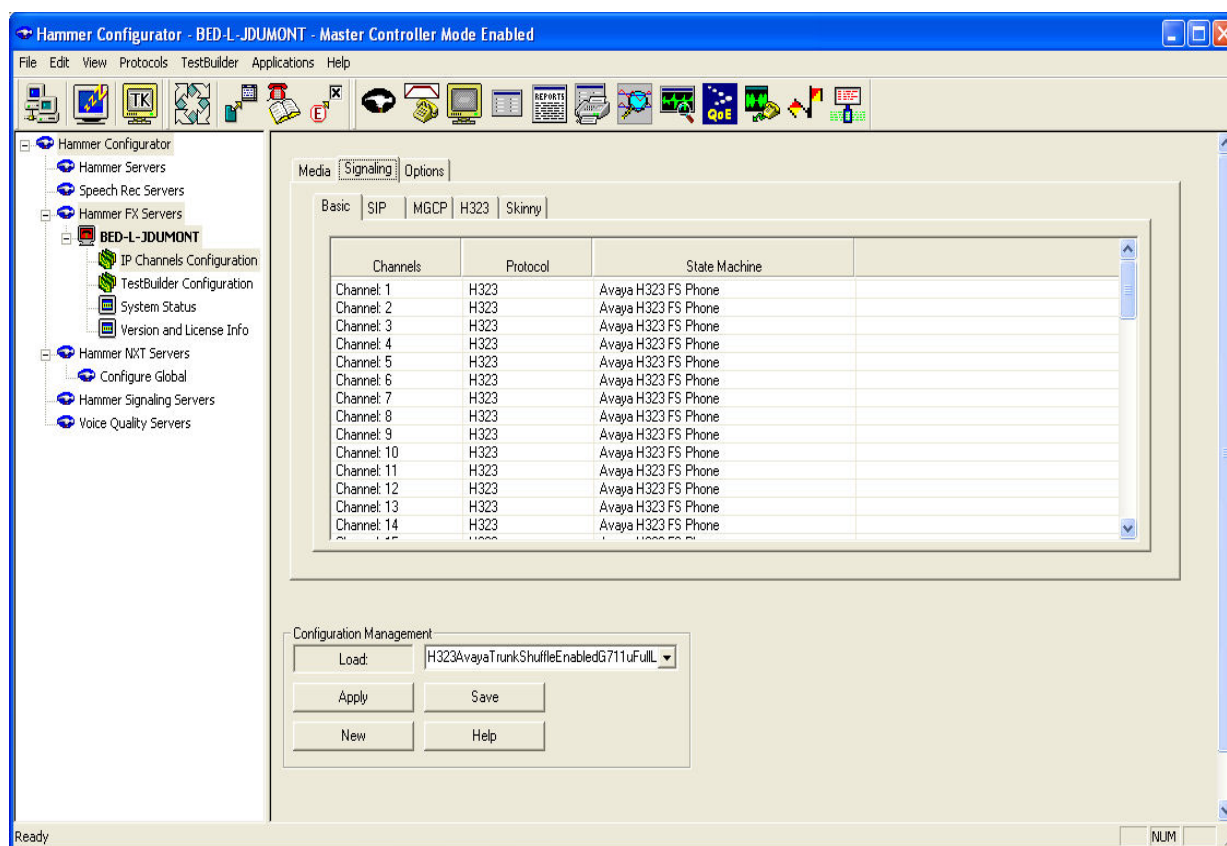 Hammer Configurator - BED-L-JDUMONT - Master Controller Mode Enabled
File Edit View Protocols TestBuilder Applications Help
TK
E
REPORTS
QoE
Hammer Configurator
Hammer Servers
Speech Rec Servers
Hammer FX Servers
BED-L-JDUMONT
IP Channels Configuration
TestBuilder Configuration
System Status
Version and License Info
Hammer NXT Servers
Configure Global
Hammer Signaling Servers
Voice Quality Servers
Media Signaling Options
Basic SIP MGCP H323 Skinny
Channels Protocol State Machine
Channel: 1 H323 Avaya H323 FS Phone
Channel: 2 H323 Avaya H323 FS Phone
Channel: 3 H323 Avaya H323 FS Phone
Channel: 4 H323 Avaya H323 FS Phone
Channel: 5 H323 Avaya H323 FS Phone
Channel: 6 H323 Avaya H323 FS Phone
Channel: 7 H323 Avaya H323 FS Phone
Channel: 8 H323 Avaya H323 FS Phone
Channel: 9 H323 Avaya H323 FS Phone
Channel: 10 H323 Avaya H323 FS Phone
Channel: 11 H323 Avaya H323 FS Phone
Channel: 12 H323 Avaya H323 FS Phone
Channel: 13 H323 Avaya H323 FS Phone
Channel: 14 H323 Avaya H323 FS Phone
Configuration Management
Load: H323AvayaTrunkShuffleEnabledG711uFullL
Apply Save
New Help
Ready NUM